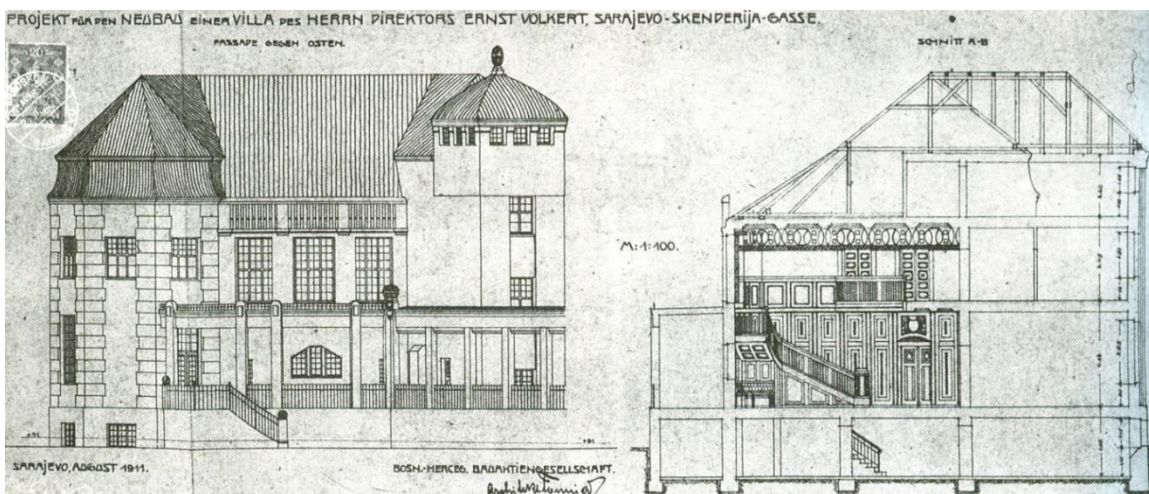 PROJEKT FÜR DEN NEUBAU EINER VILLA DES HERRN DIREKTORS ERNST VOLKERT, SARAJEVO-SKENDERIJA-GASSE.
FASSADE GEGEN OSTEN.
SCHNITT A-B
M:1:100.
SARAJEVO, AUGUST 1911.
BOSN.-HERCEG. BAUAKTIENGESELLSCHAFT.
Architekt